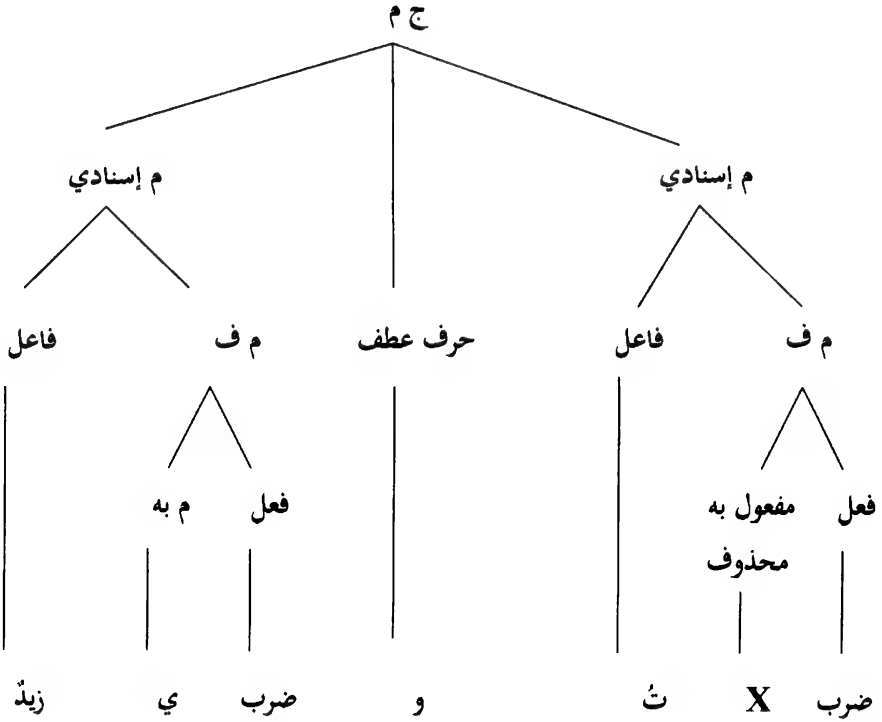 ج م
م إسنادي م إسنادي
م ف فاعل حرف عطف م ف فاعل
فعل مفعول به فعل م به
محذوف
ضرب X تُ و ضرب ي زيدٌ